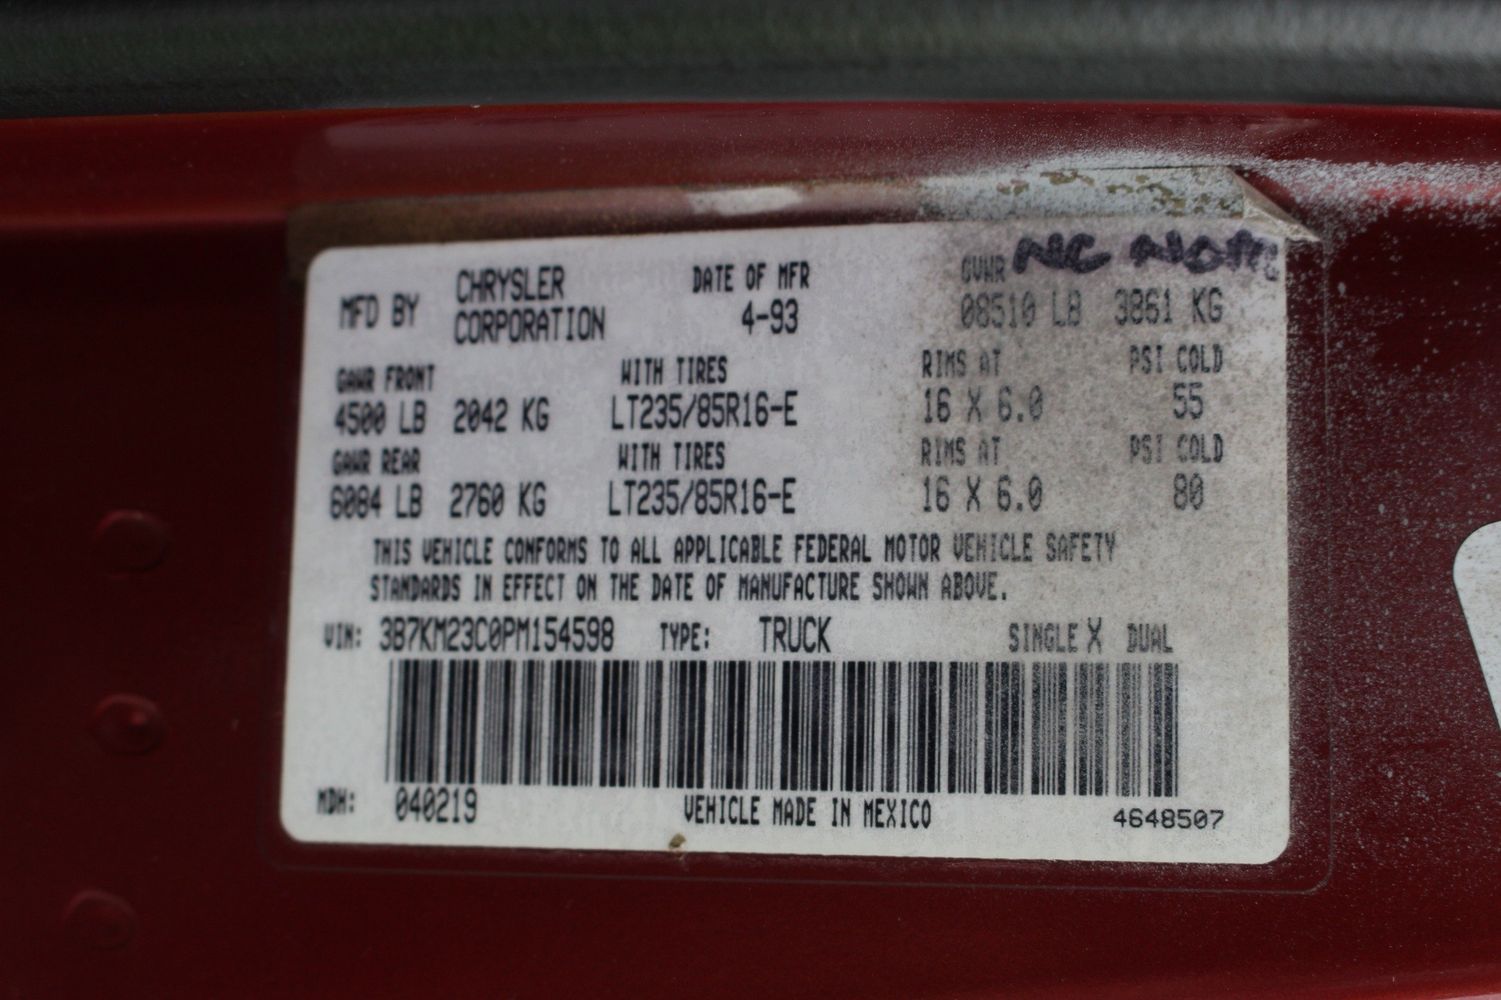 NC
MFD BY CHRYSLER CORPORATION DATE OF MFR 4-93 GVWR 08510 LB 3861 KG
GAWR FRONT WITH TIRES RIMS AT PSI COLD
4500 LB 2042 KG LT235/85R16-E 16 X 6.0 55
GAWR REAR WITH TIRES RIMS AT PSI COLD
6084 LB 2760 KG LT235/85R16-E 16 X 6.0 80
THIS VEHICLE CONFORMS TO ALL APPLICABLE FEDERAL MOTOR VEHICLE SAFETY
STANDARDS IN EFFECT ON THE DATE OF MANUFACTURE SHOWN ABOVE.
VIN: 3B7KM23C0PM154598 TYPE: TRUCK SINGLE X DUAL
MDH: 040219 VEHICLE MADE IN MEXICO 4648507